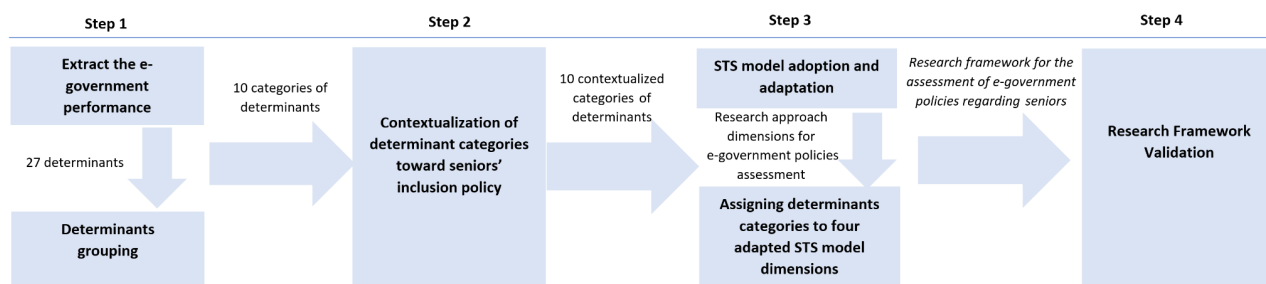 Step 1
Step 2
Step 3
Step 4
Extract the e-
government
performance
27 determinants
Determinants
grouping
10 categories of
determinants
Contextualization of
determinant categories
toward seniors’
inclusion policy
10 contextualized
categories of
determinants
STS model adoption and
adaptation
Research approach
dimensions for
e-government policies
assessment
Assigning determinants
categories to four
adapted STS model
dimensions
Research framework for the
assessment of e-government
policies regarding seniors
Research Framework
Validation